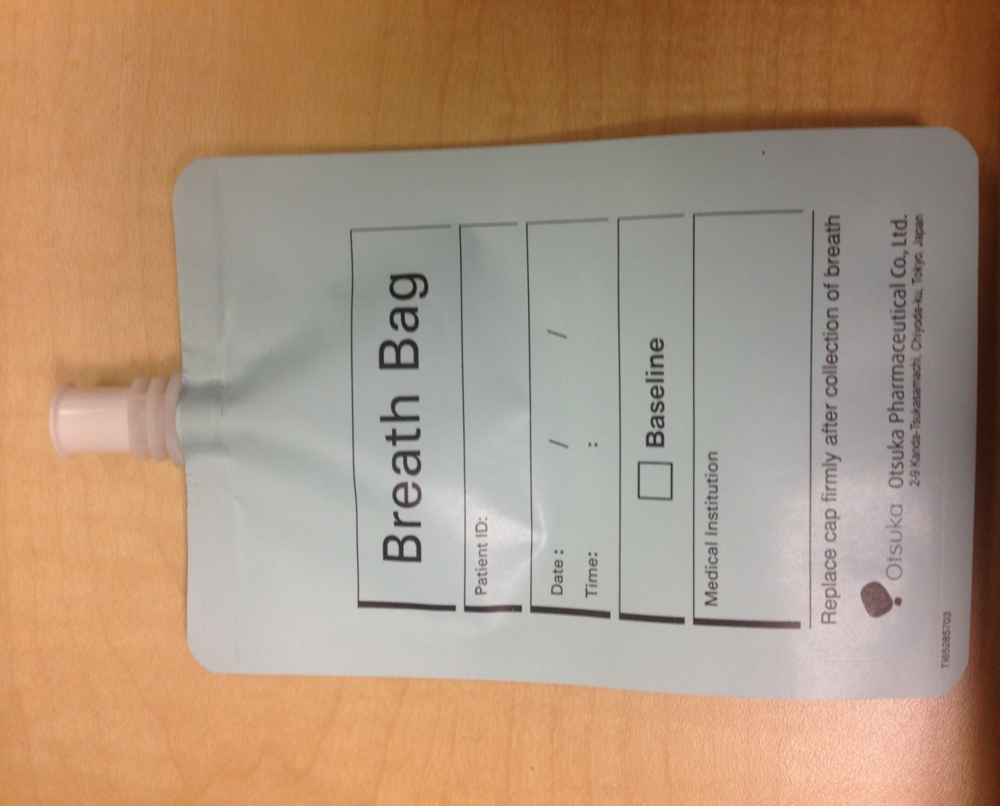 Breath Bag
Patient ID:
Date: / /
Time: :
Baseline
Medical Institution
Replace cap firmly after collection of breath
Otsuka Otsuka Pharmaceutical Co., Ltd.
2-9 Kanda-Tsukasamachi, Chiyoda-ku, Tokyo, Japan
TI65285703